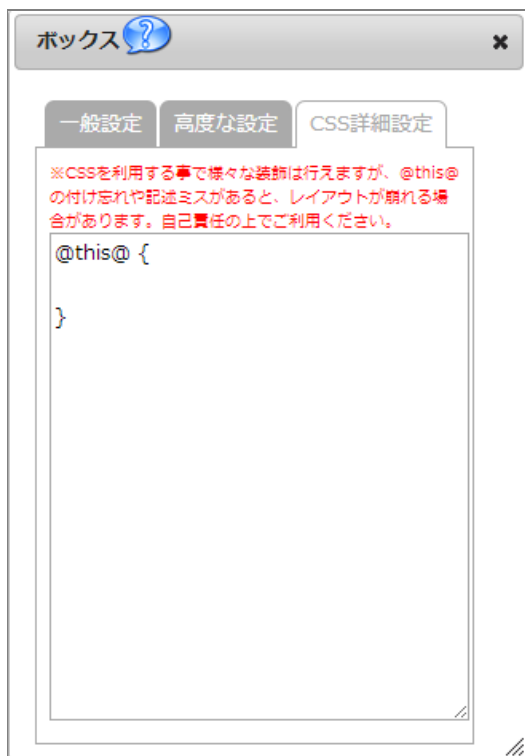 ボックス
一般設定 高度な設定 CSS詳細設定
※CSSを利用する事で様々な装飾は行えますが、@this@
の付け忘れや記述ミスがあると、レイアウトが崩れる場
合があります。自己責任の上でご利用ください。
@this@ {
}